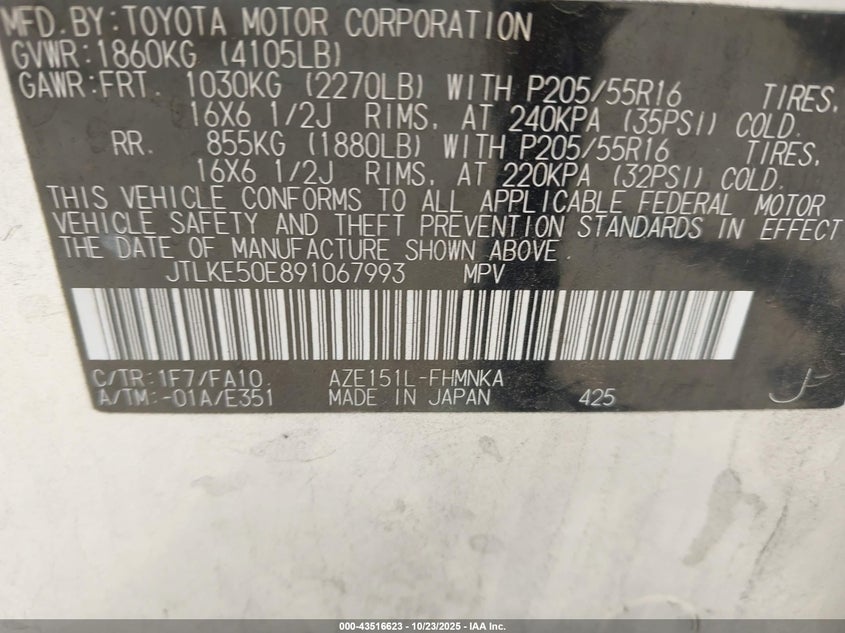 MFD.BY:TOYOTA MOTOR CORPORATION
GVWR:1860KG (4105LB)
GAWR:FRT. 1030KG (2270LB) WITH P205/55R16 TIRES,
16X6 1/2J RIMS, AT 240KPA (35PSI) COLD.
RR. 855KG (1880LB) WITH P205/55R16 TIRES,
16X6 1/2J RIMS, AT 220KPA (32PSI) COLD.
THIS VEHICLE CONFORMS TO ALL APPLICABLE FEDERAL MOTOR
VEHICLE SAFETY AND THEFT PREVENTION STANDARDS IN EFFECT
THE DATE OF MANUFACTURE SHOWN ABOVE.
JTLKE50E891067993 MPV
C/TR:1F7/FA10. AZE151L-FHMNKA
A/TM:-01A/E351 MADE IN JAPAN 425
000-43516623 - 10/23/2025 - IAA Inc.